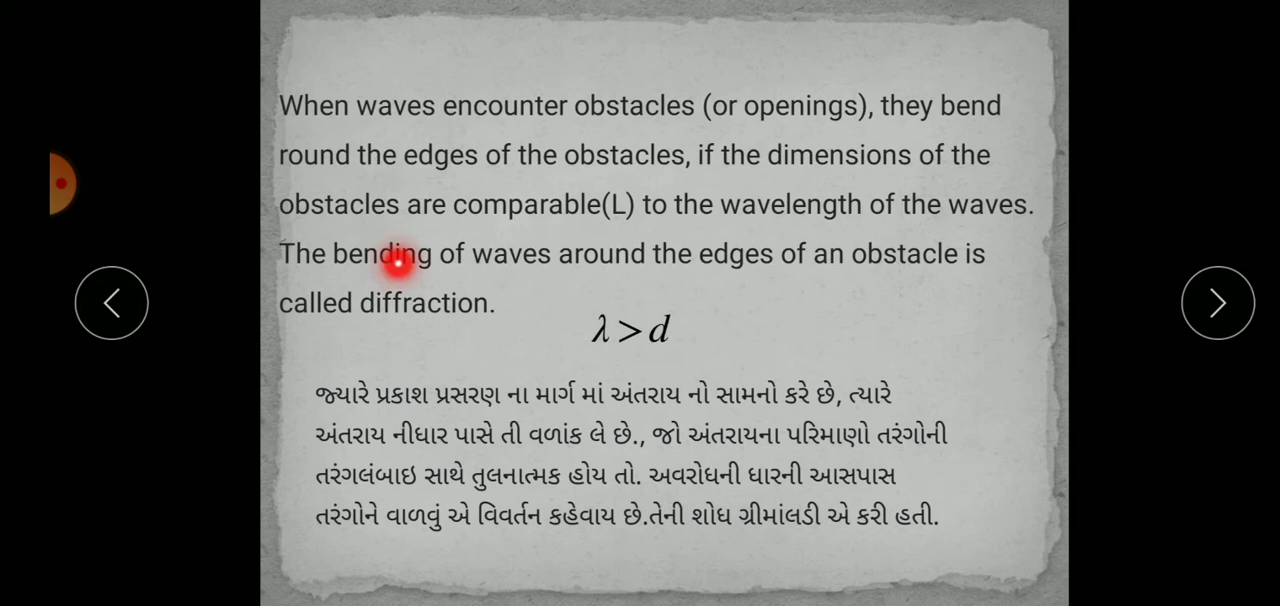 When waves encounter obstacles (or openings), they bend
round the edges of the obstacles, if the dimensions of the
obstacles are comparable(L) to the wavelength of the waves.
The bending of waves around the edges of an obstacle is
called diffraction.
λ > d
જ્યારે પ્રકાશ પ્રસરણ ના માર્ગ માં અંતરાય નો સામનો કરે છે, ત્યારે
અંતરાય નીધાર પાસે તી વળાંક લે છે., જો અંતરાયના પરિમાણો તરંગોની
તરંગલંબાઇ સાથે તુલનાત્મક હોય તો. અવરોધની ધારની આસપાસ
તરંગોને વાળવું એ વિવર્તન કહેવાય છે.તેની શોધ ગ્રીમાંલડી એ કરી હતી.